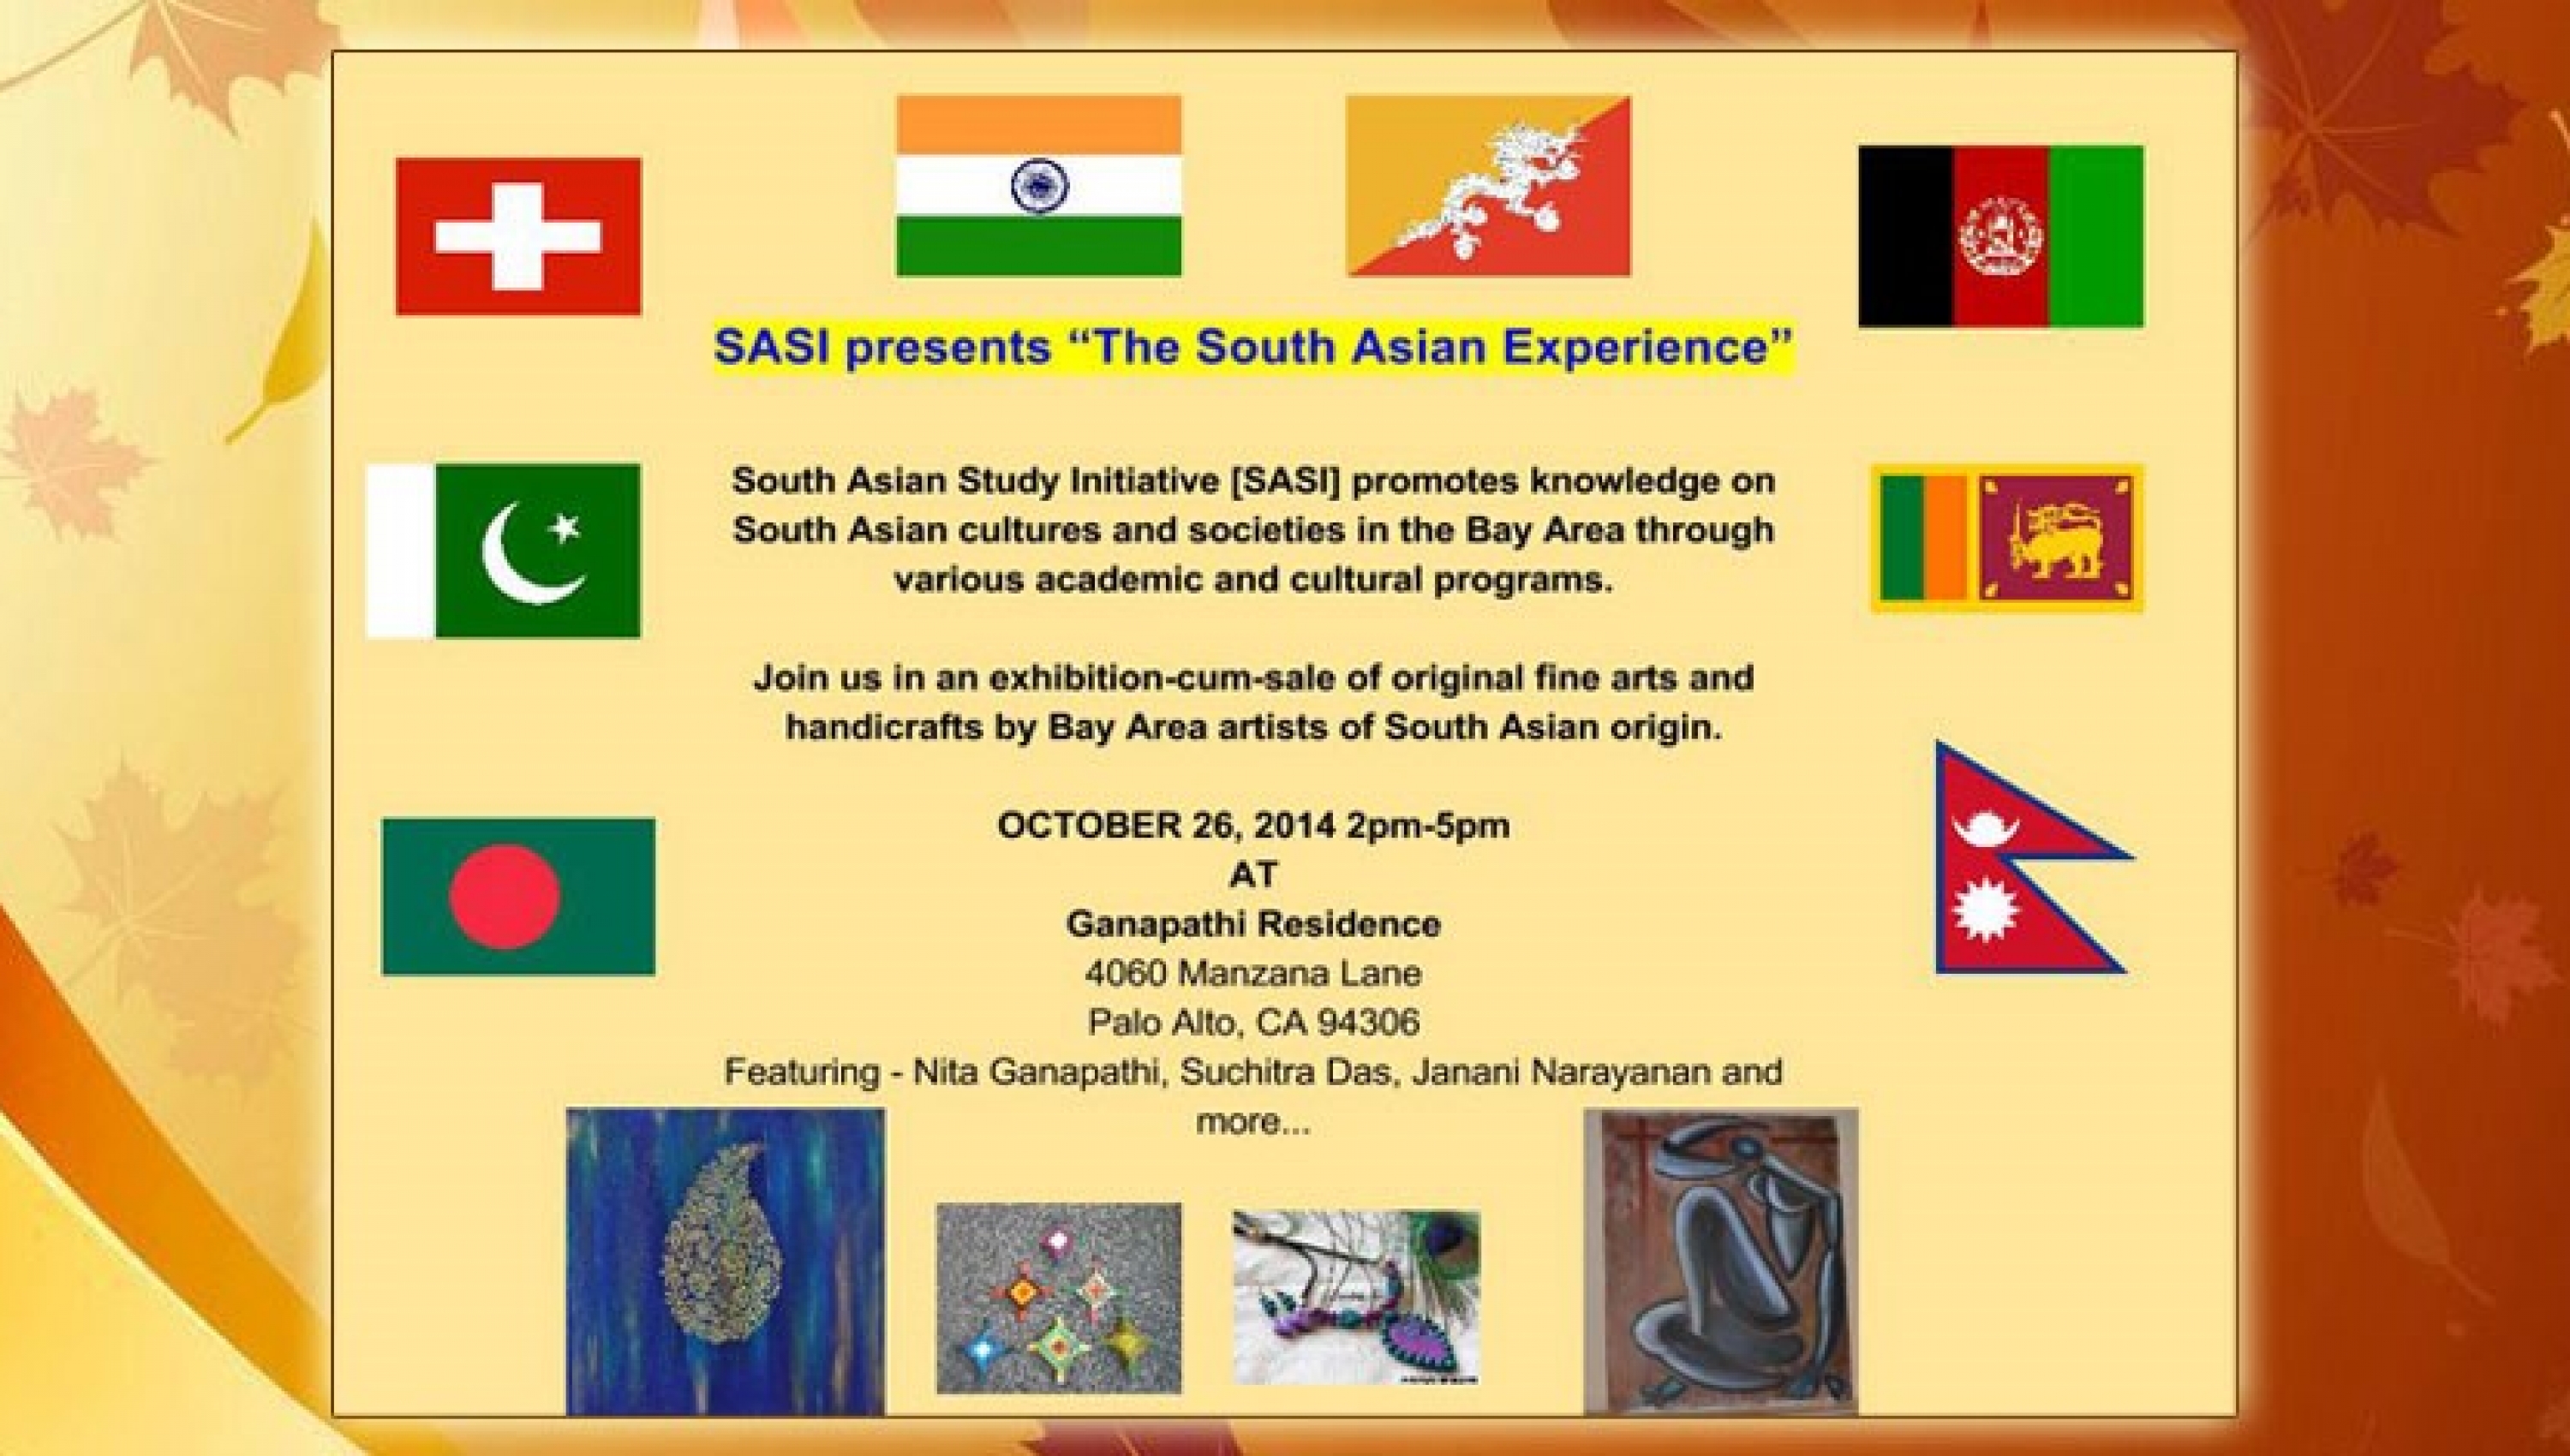 SASI presents “The South Asian Experience”
South Asian Study Initiative [SASI] promotes knowledge on
South Asian cultures and societies in the Bay Area through
various academic and cultural programs.
Join us in an exhibition-cum-sale of original fine arts and
handicrafts by Bay Area artists of South Asian origin.
OCTOBER 26, 2014 2pm-5pm
AT
Ganapathi Residence
4060 Manzana Lane
Palo Alto, CA 94306
Featuring - Nita Ganapathi, Suchitra Das, Janani Narayanan and
more...